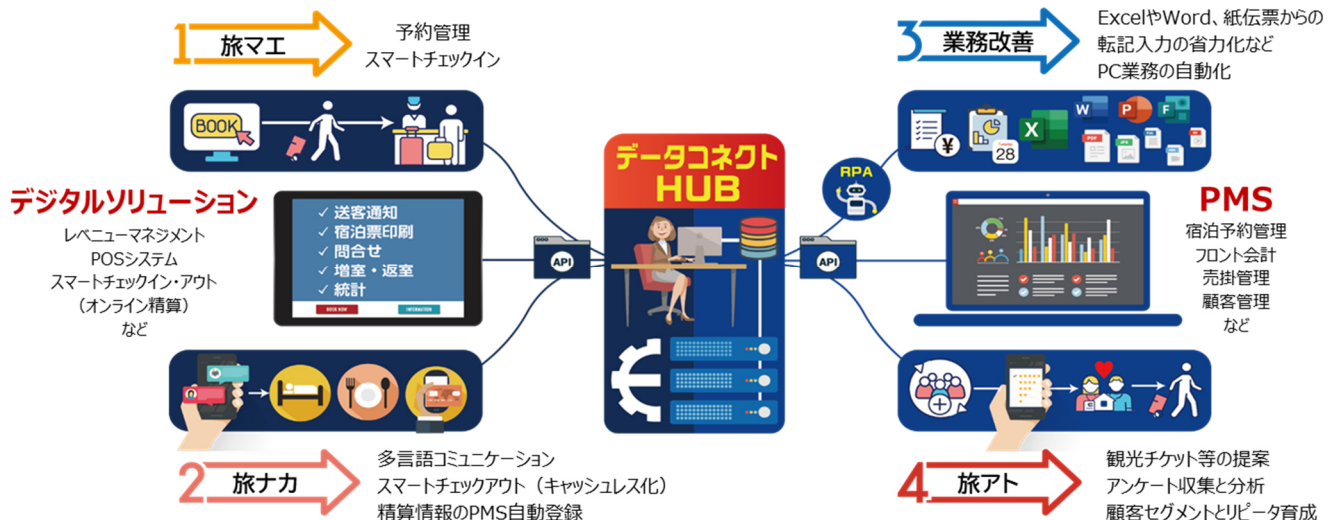 1 旅マエ
予約管理
スマートチェックイン
BOOK
デジタルソリューション
レベニューマネジメント
POSシステム
スマートチェックイン・アウト
（オンライン精算）
など
✓ 送客通知
✓ 宿泊票印刷
✓ 問合せ
✓ 増室・返室
✓ 統計
BOOK NOW
INFORMATION
API
2 旅ナカ
多言語コミュニケーション
スマートチェックアウト（キャッシュレス化）
精算情報のPMS自動登録
データコネクト
HUB
RPA
API
3 業務改善
ExcelやWord、紙伝票からの
転記入力の省力化など
PC業務の自動化
¥
28
X
W
P
F
PDF
PMS
宿泊予約管理
フロント会計
売掛管理
顧客管理
など
4 旅アト
観光チケット等の提案
アンケート収集と分析
顧客セグメントとリピータ育成